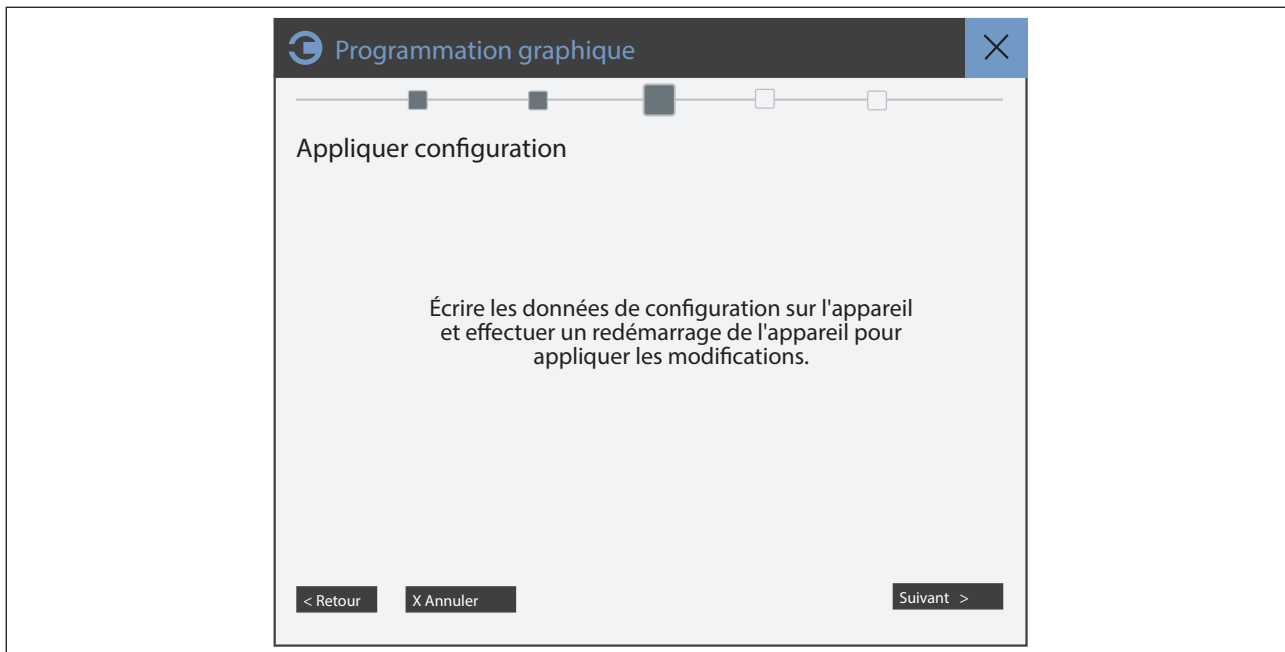 Programmation graphique
Appliquer configuration
Écrire les données de configuration sur l'appareil
et effectuer un redémarrage de l'appareil pour
appliquer les modifications.
< Retour
X Annuler
Suivant >